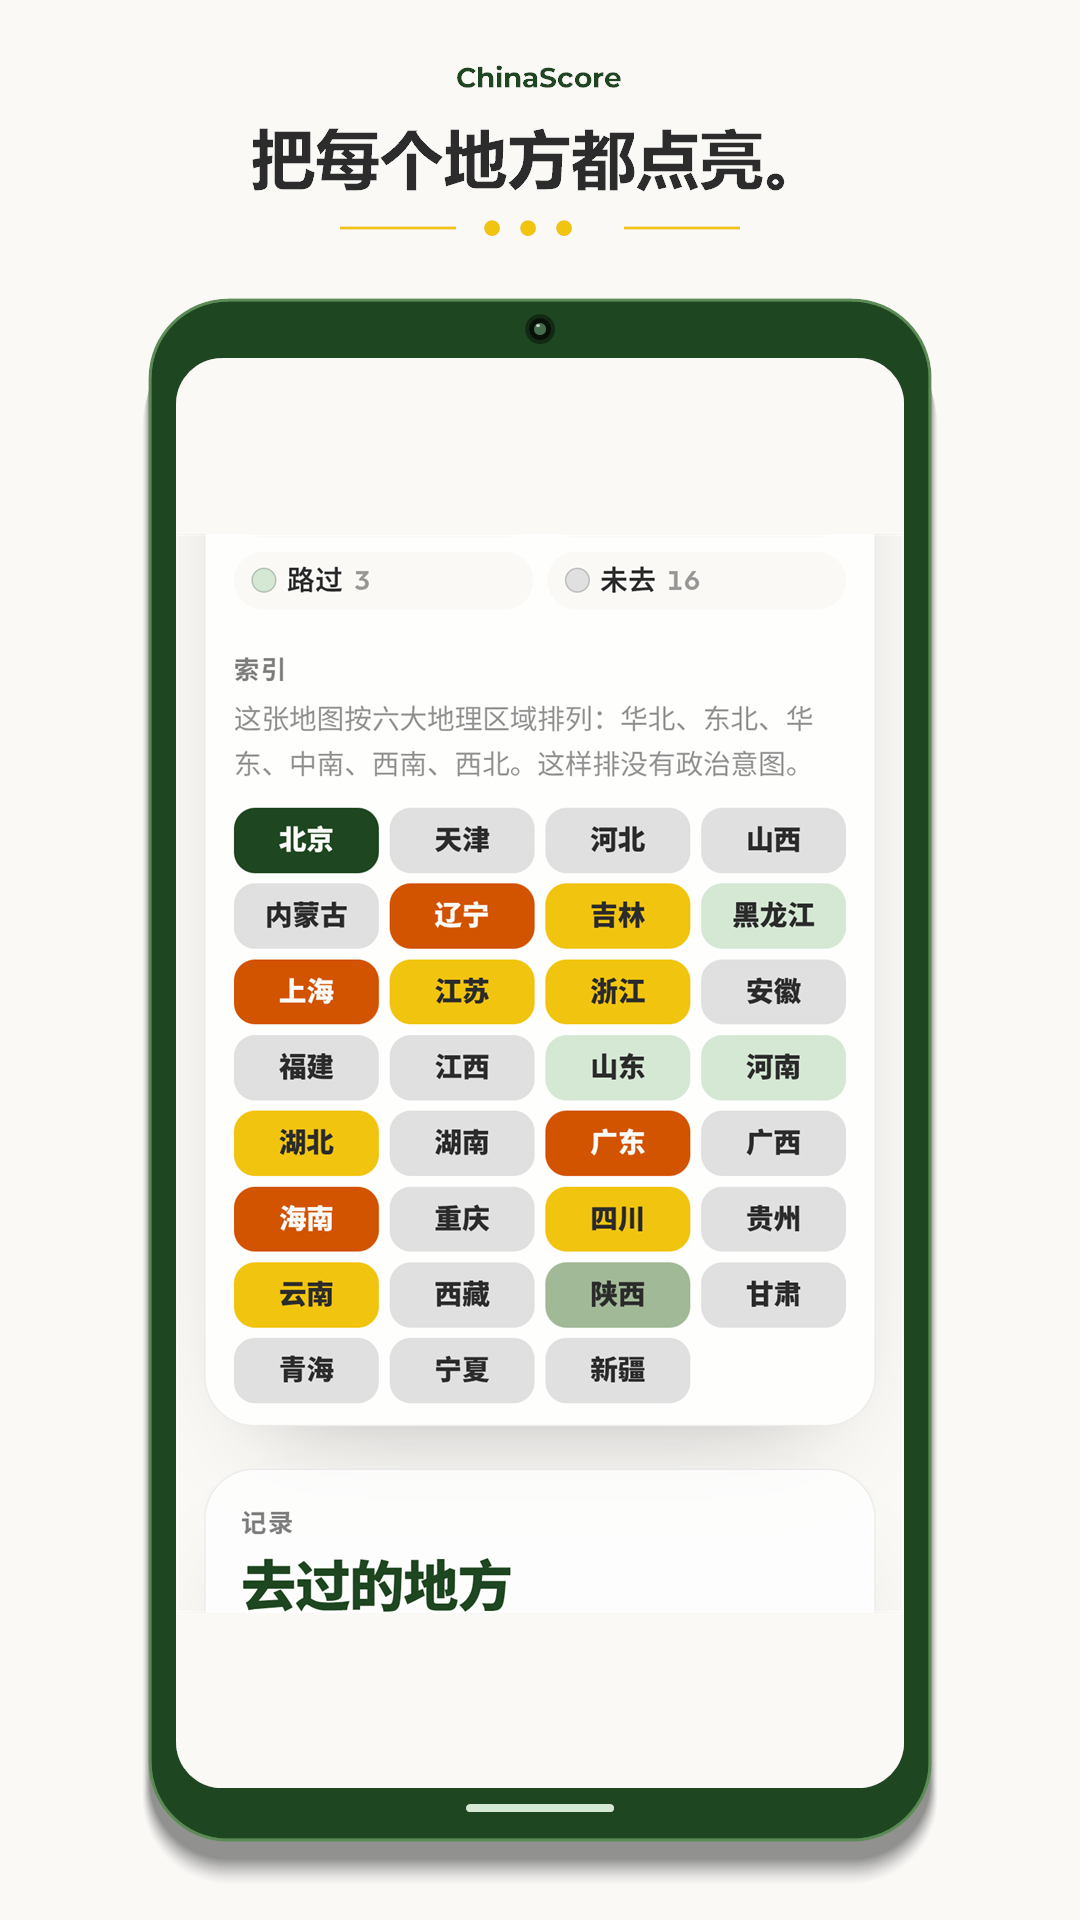 ChinaScore
把每个地方都点亮。
路过 3
未去 16
索引
这张地图按六大地理区域排列：华北、东北、华
东、中南、西南、西北。这样排没有政治意图。
北京 天津 河北 山西
内蒙古 辽宁 吉林 黑龙江
上海 江苏 浙江 安徽
福建 江西 山东 河南
湖北 湖南 广东 广西
海南 重庆 四川 贵州
云南 西藏 陕西 甘肃
青海 宁夏 新疆
记录
去过的地方